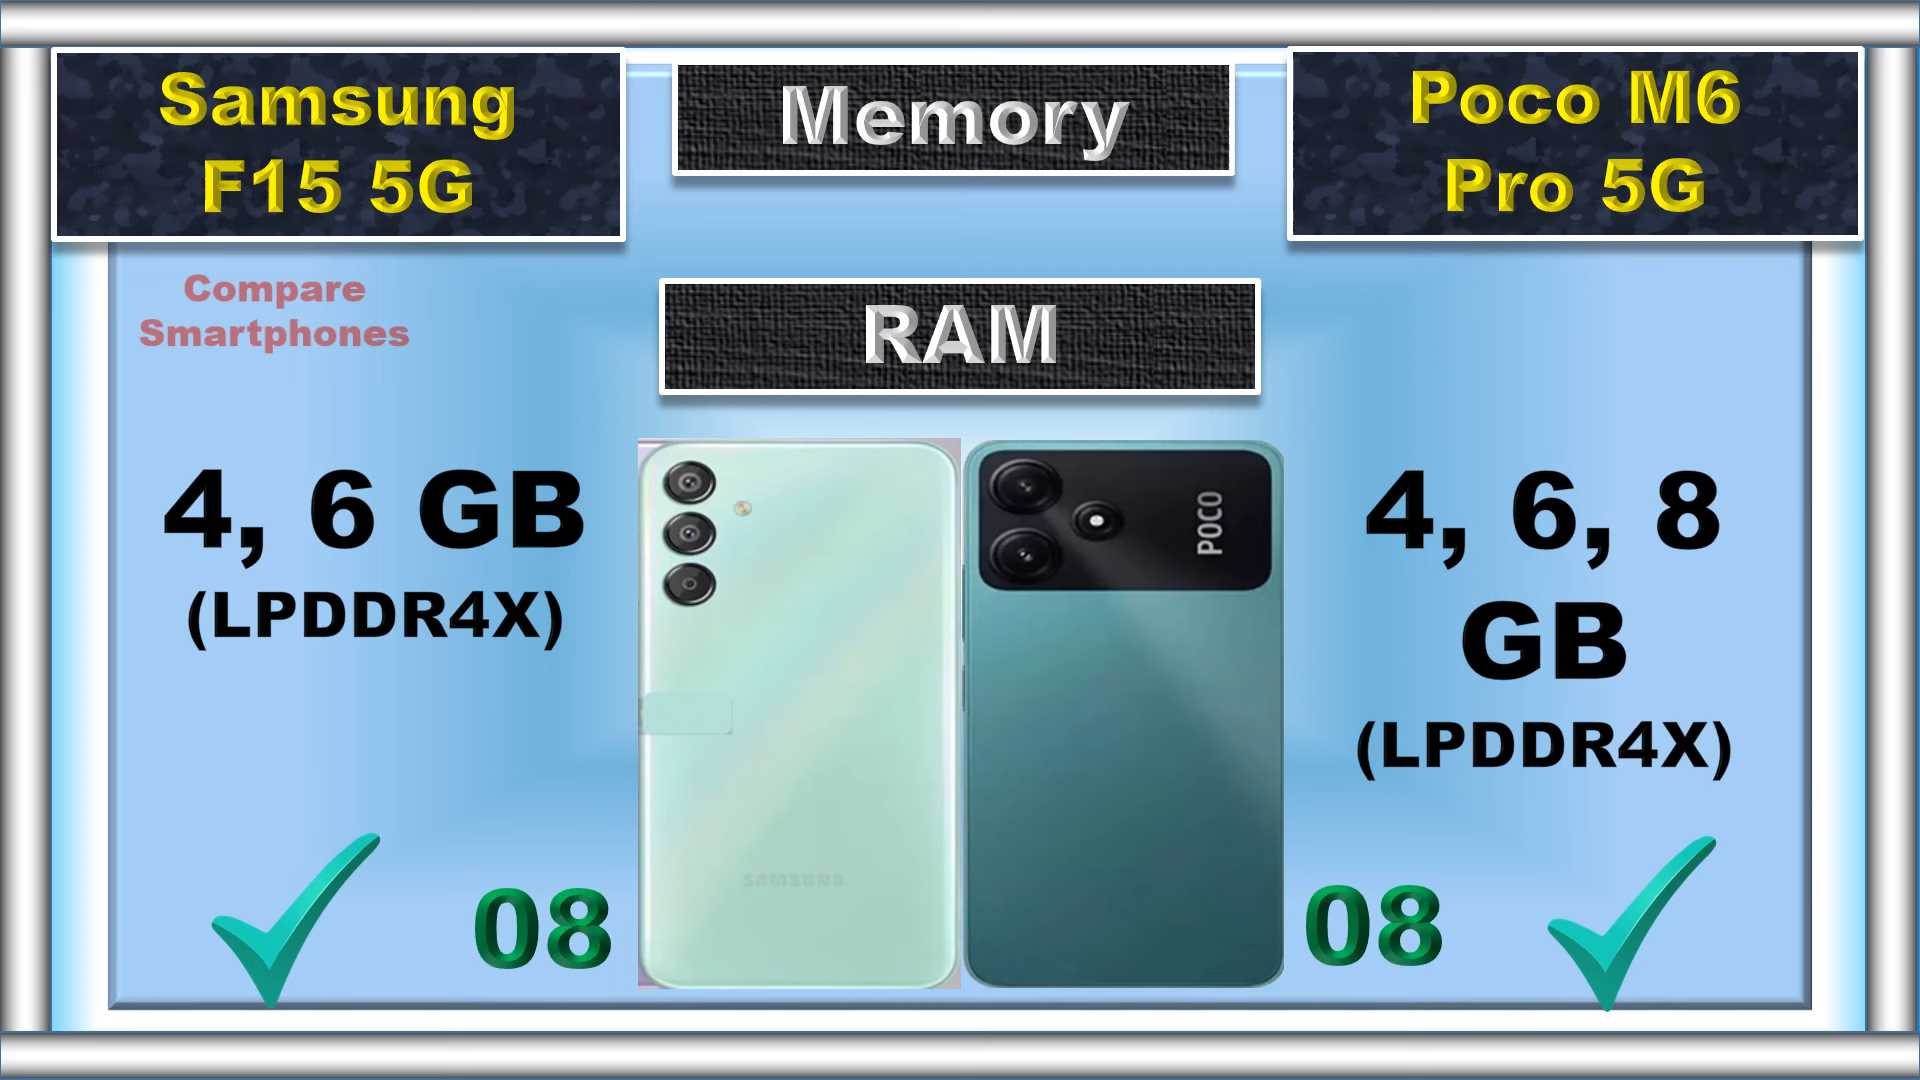 Samsung
F15 5G
Memory
Poco M6
Pro 5G
Compare
Smartphones
RAM
4, 6 GB
(LPDDR4X)
POCO
SAMSUNG
4, 6, 8
GB
(LPDDR4X)
08
08